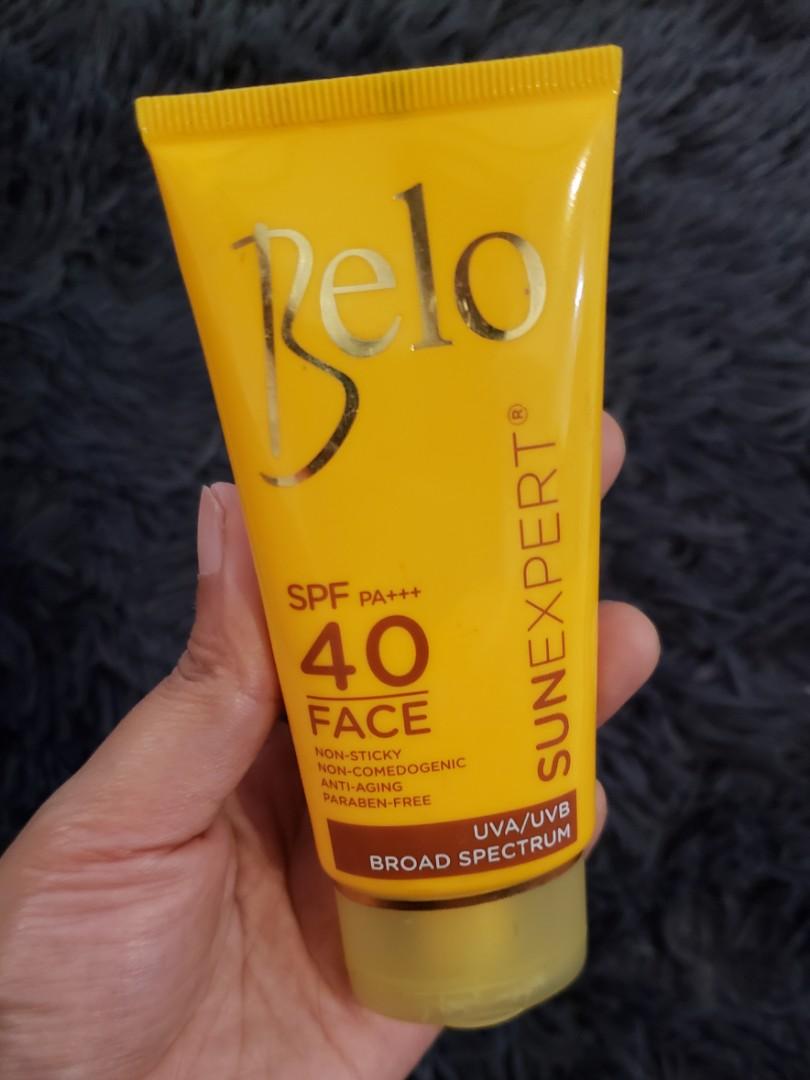 Belo
SUNEXPERT®
SPF PA+++
40
FACE
NON-STICKY
NON-COMEDOGENIC
ANTI-AGING
PARABEN-FREE
UVA/UVB
BROAD SPECTRUM